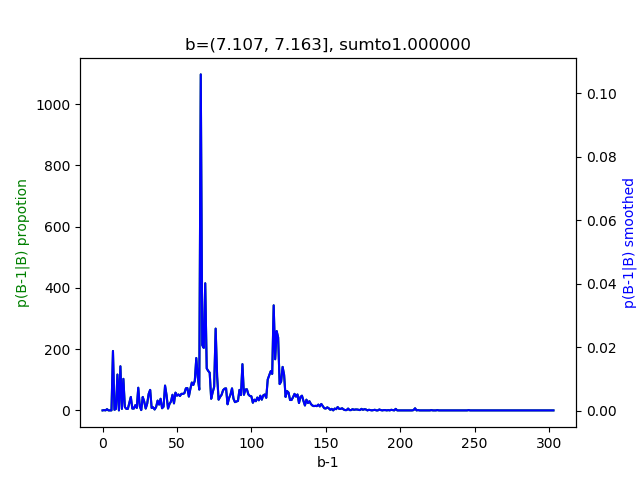 b=(7.107, 7.163], sumto1.000000
p(B-1|B) propotion
1000
800
600
400
200
0
0.10
0.08
0.06
0.04
0.02
0.00
p(B-1|B) smoothed
0 50 100 150 200 250 300
b-1